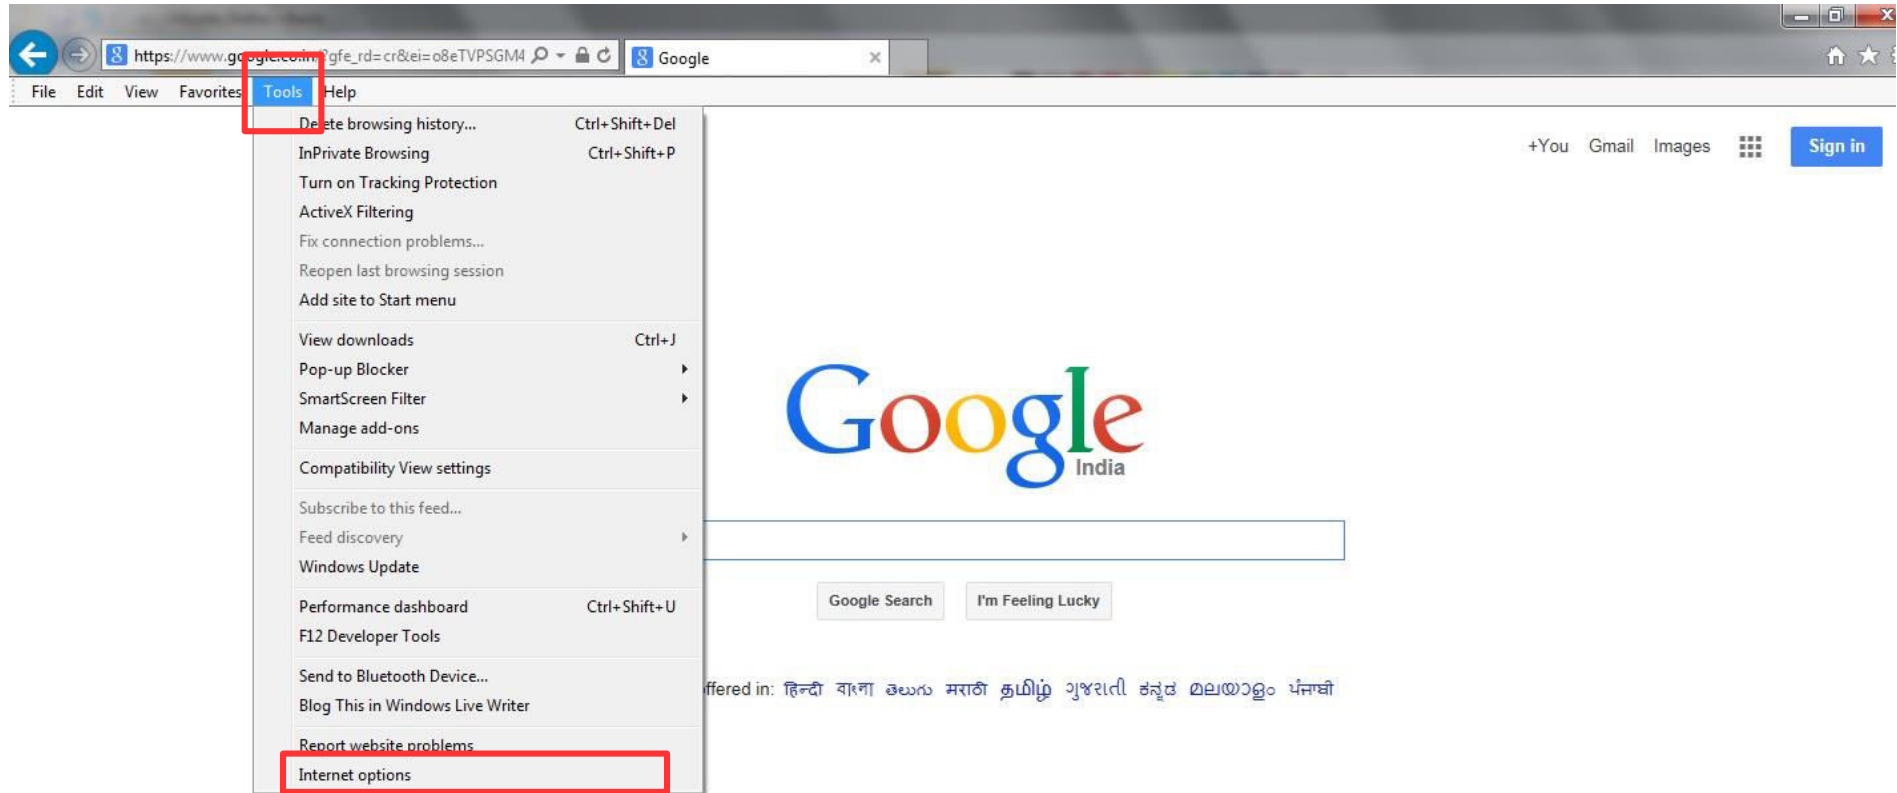 https://www.google.co.in/?gfe_rd=cr&ei=o8eTVPSGM4
Google
File Edit View Favorites Tools Help
Delete browsing history... Ctrl+Shift+Del
InPrivate Browsing Ctrl+Shift+P
Turn on Tracking Protection
ActiveX Filtering
Fix connection problems...
Reopen last browsing session
Add site to Start menu
View downloads Ctrl+J
Pop-up Blocker
SmartScreen Filter
Manage add-ons
Compatibility View settings
Subscribe to this feed...
Feed discovery
Windows Update
Performance dashboard Ctrl+Shift+U
F12 Developer Tools
Send to Bluetooth Device...
Blog This in Windows Live Writer
Report website problems
Internet options
+You Gmail Images Sign in
Google
India
Google Search I'm Feeling Lucky
ffered in: हिन्दी বাংলা తెలుగు मराठी தமிழ் ગુજરાતી ಕನ್ನಡ മലയാളം ਪੰਜਾਬੀ